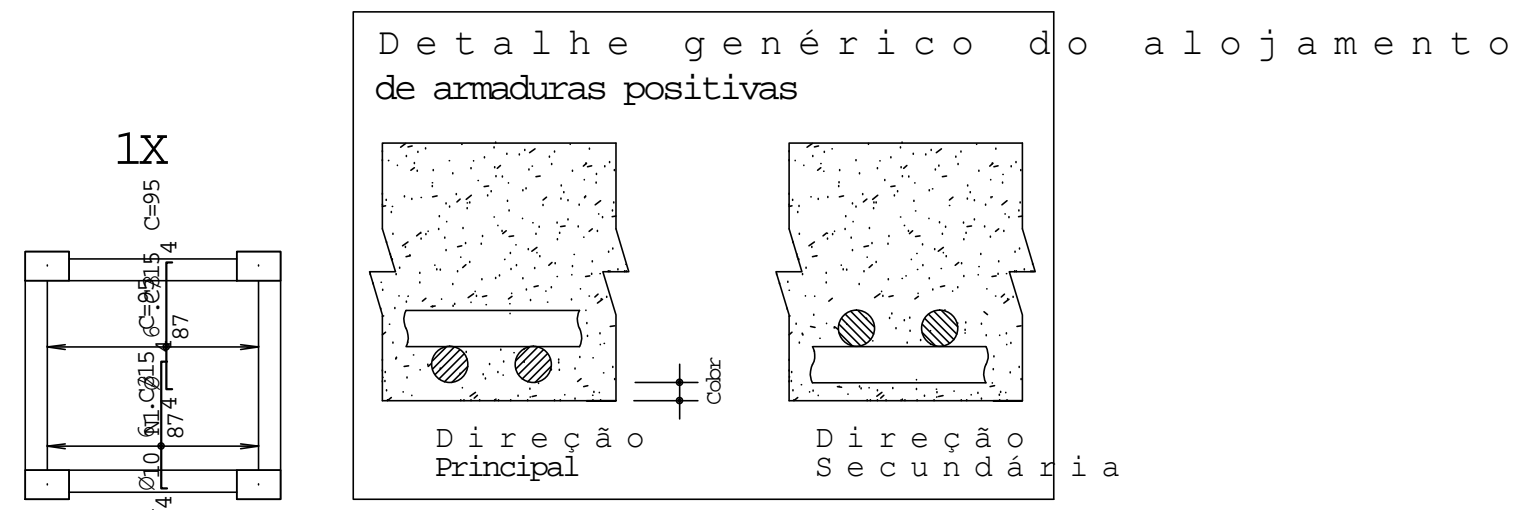 Detalhe genérico do alojamento
de armaduras positivas
1X
C=95
4
87
4
87
4
Cobr
Direção
Principal
Direção
Secundária